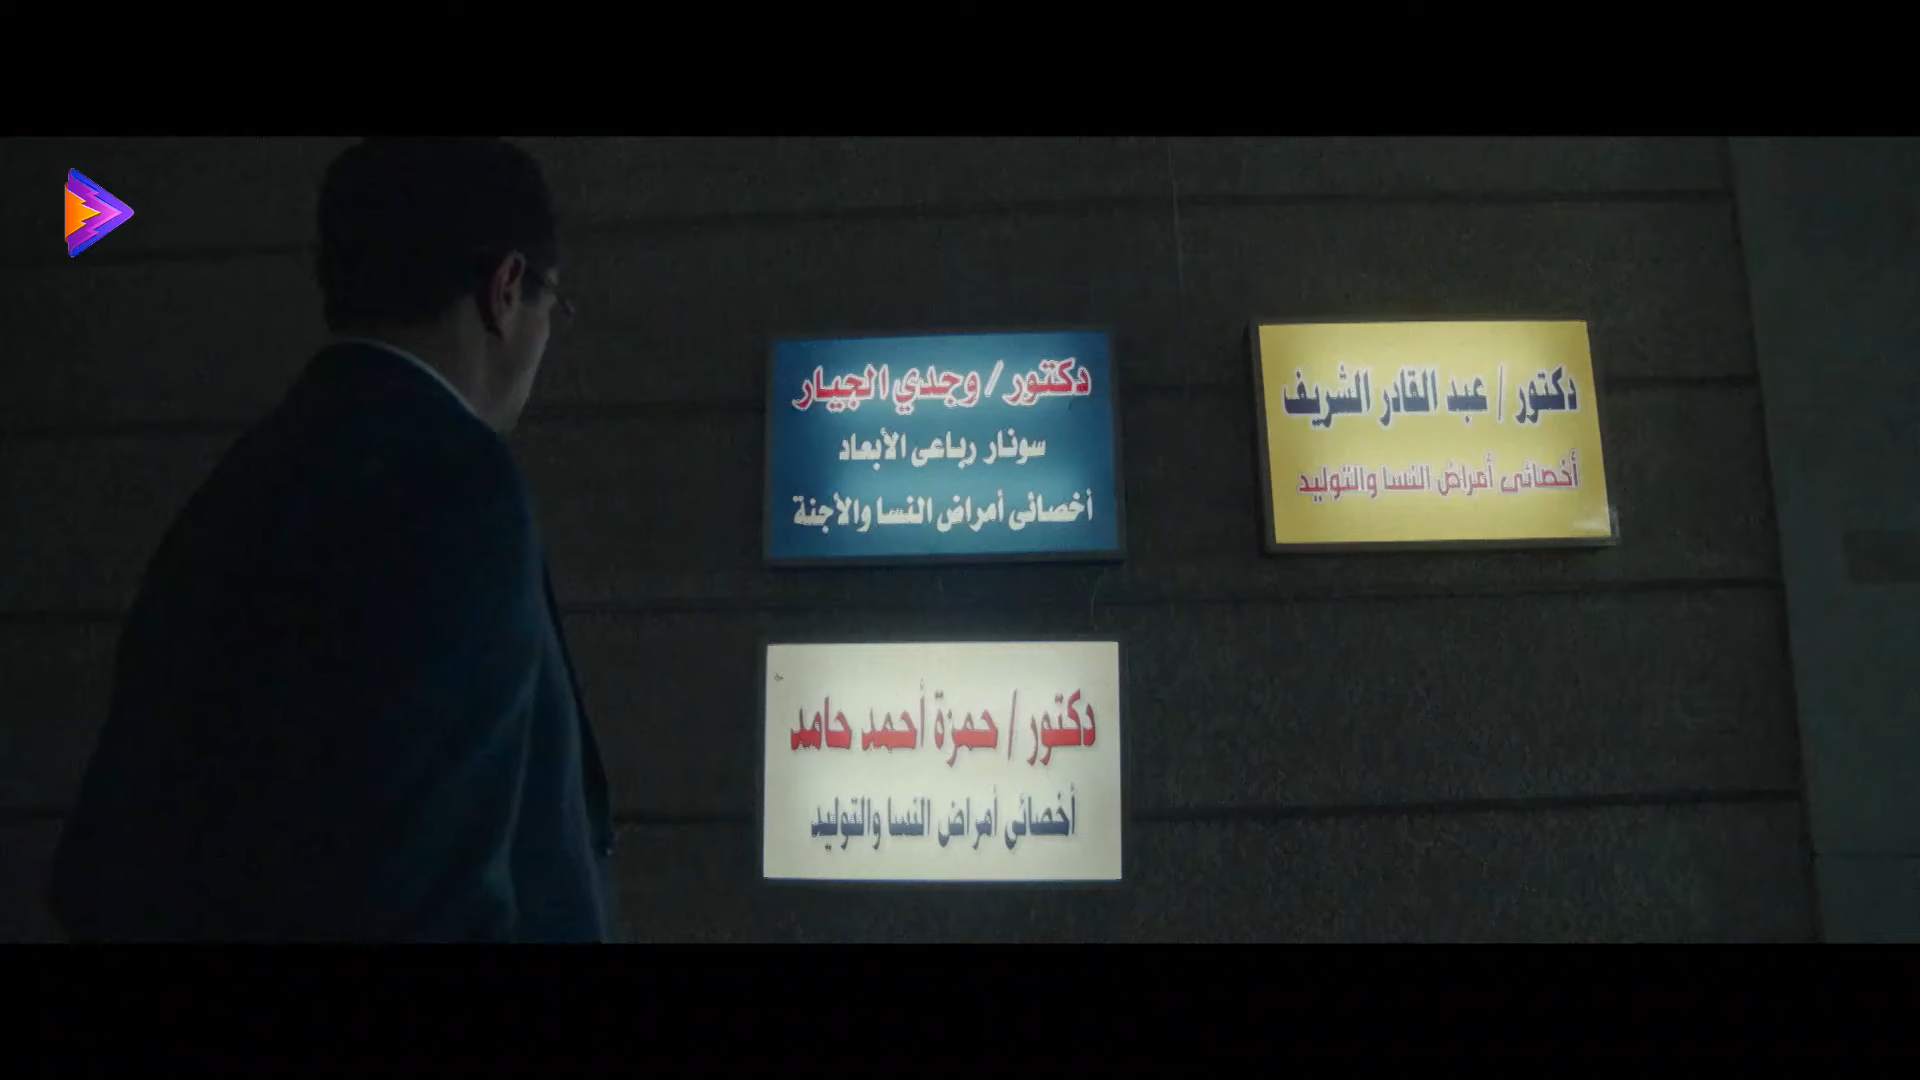 دكتور / وجدي الجيار
سونار رباعى الأبعاد
أخصائى أمراض النسا والأجنة
دكتور / عبد القادر الشريف
أخصائى أمراض النسا والتوليد
دكتور / حمزة أحمد حامد
أخصائى أمراض النسا والتوليد